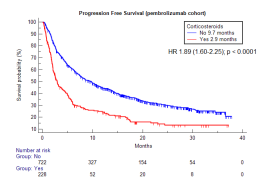 Progression Free Survival (pembrolizumab cohort)
Corticosteroids
No 9.7 months
Yes 2.9 months
HR 1.89 (1.60-2.25); p < 0.0001
Survival probability (%)
100
90
80
70
60
50
40
30
20
10
0 10 20 30 40
Months
Number at risk
Group: No
722 327 154 54 0
Group: Yes
228 52 20 8 0